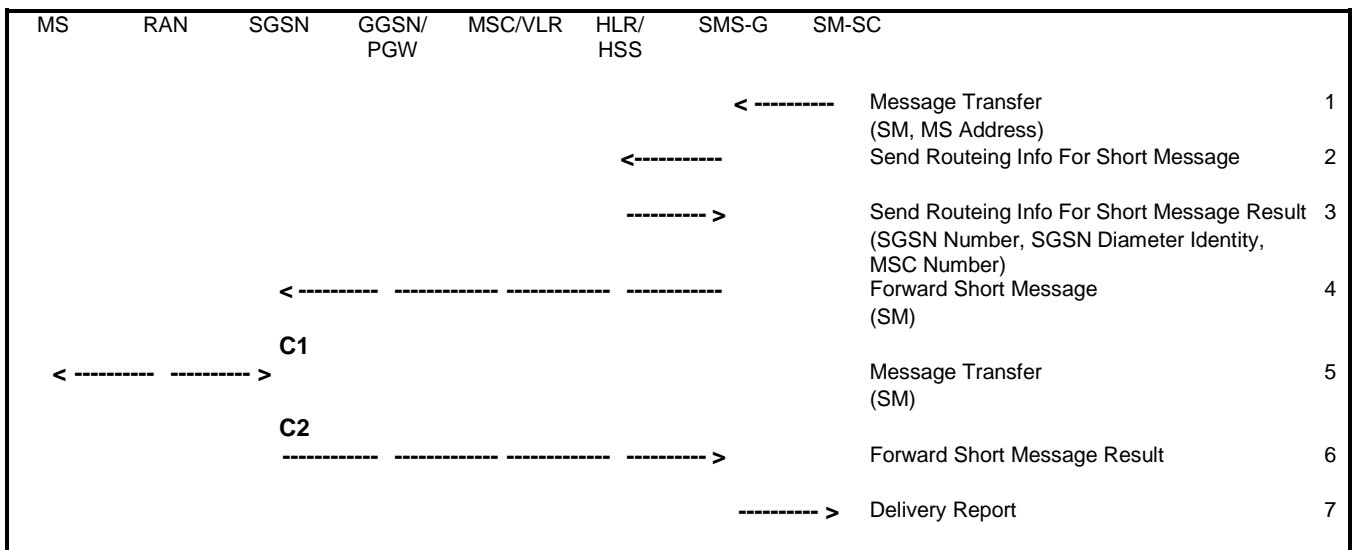 MS RAN SGSN GGSN/ MSC/VLR HLR/ SMS-G SM-SC
PGW HSS
< ---------- Message Transfer 1
(SM, MS Address)
<----------- Send Routeing Info For Short Message 2
---------- > Send Routeing Info For Short Message Result 3
(SGSN Number, SGSN Diameter Identity,
MSC Number)
< ---------- ------------- ------------- ------------ Forward Short Message 4
(SM)
C1
< ---------- ---------- > Message Transfer 5
(SM)
C2
------------ ------------- ------------- ---------- > Forward Short Message Result 6
---------- > Delivery Report 7